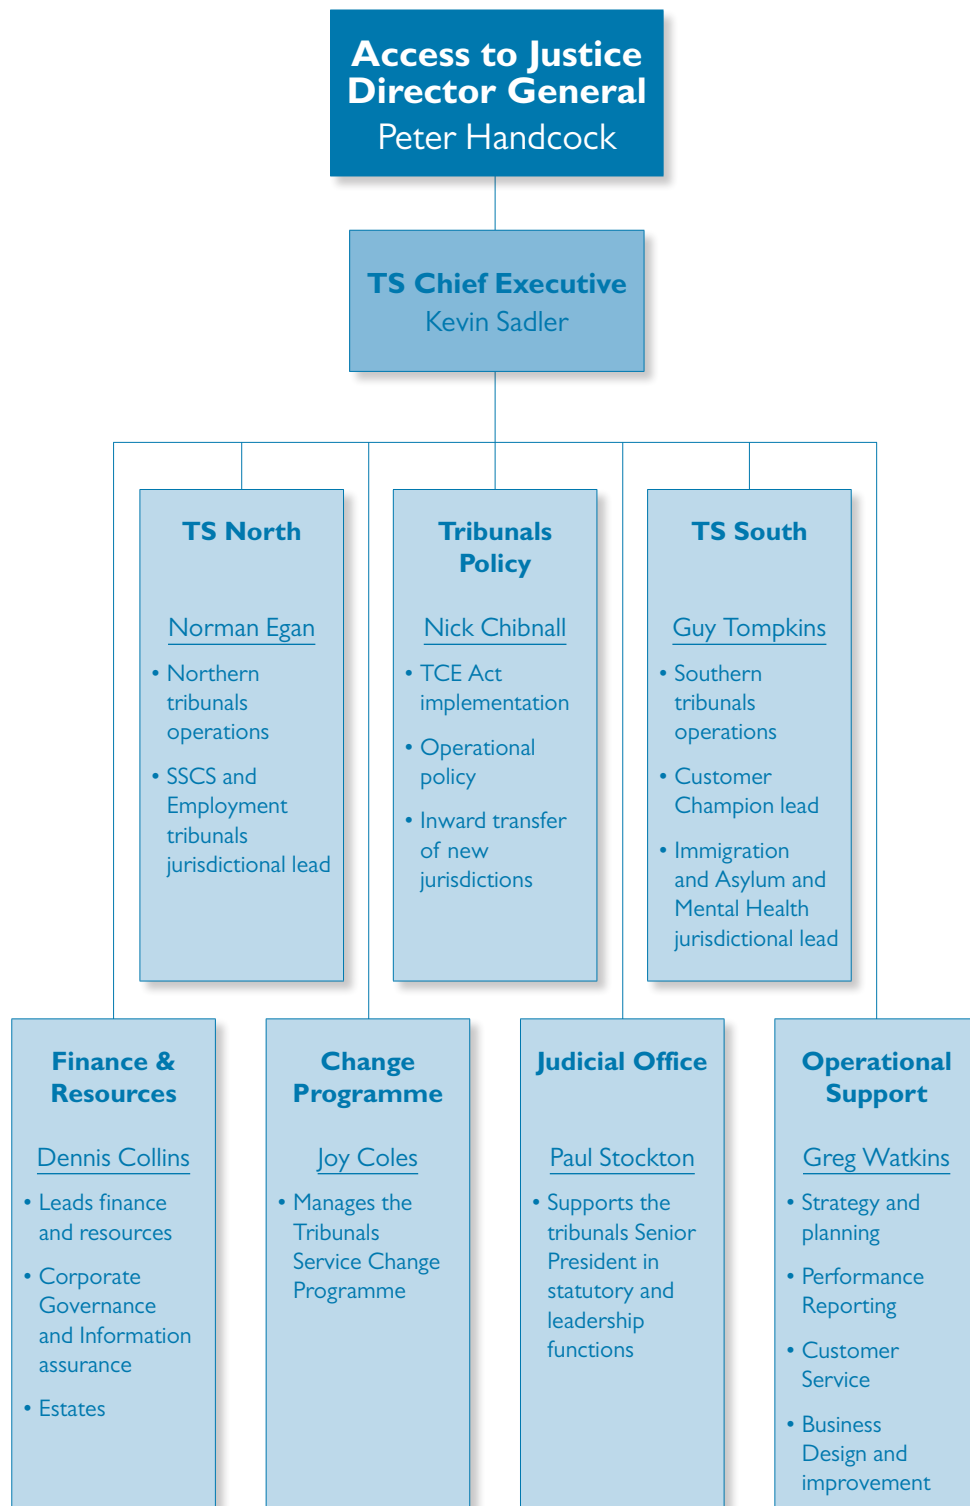 Access to Justice
Director General
Peter Handcock
TS Chief Executive
Kevin Sadler
TS North
Norman Egan
• Northern
tribunals
operations
• SSCS and
Employment
tribunals
jurisdictional lead
Tribunals
Policy
Nick Chibnall
• TCE Act
implementation
• Operational
policy
• Inward transfer
of new
jurisdictions
TS South
Guy Tompkins
• Southern
tribunals
operations
• Customer
Champion lead
• Immigration
and Asylum and
Mental Health
jurisdictional lead
Finance &
Resources
Dennis Collins
• Leads finance
and resources
• Corporate
Governance
and Information
assurance
• Estates
Change
Programme
Joy Coles
• Manages the
Tribunals
Service Change
Programme
Judicial Office
Paul Stockton
• Supports the
tribunals Senior
President in
statutory and
leadership
functions
Operational
Support
Greg Watkins
• Strategy and
planning
• Performance
Reporting
• Customer
Service
• Business
Design and
improvement